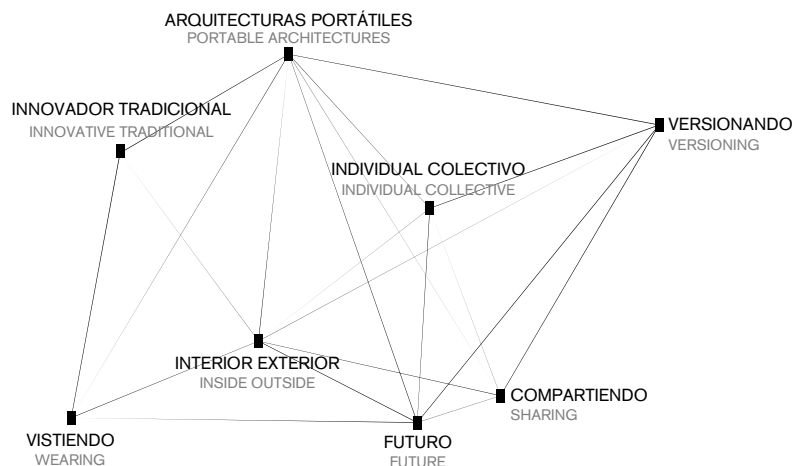 ARQUITECTURAS PORTÁTILES
PORTABLE ARCHITECTURES
INNOVADOR TRADICIONAL
INNOVATIVE TRADITIONAL
VERSIONANDO
VERSIONING
INDIVIDUAL COLECTIVO
INDIVIDUAL COLLECTIVE
INTERIOR EXTERIOR
INSIDE OUTSIDE
COMPARTIENDO
SHARING
VISTIENDO
WEARING
FUTURO
FUTURE